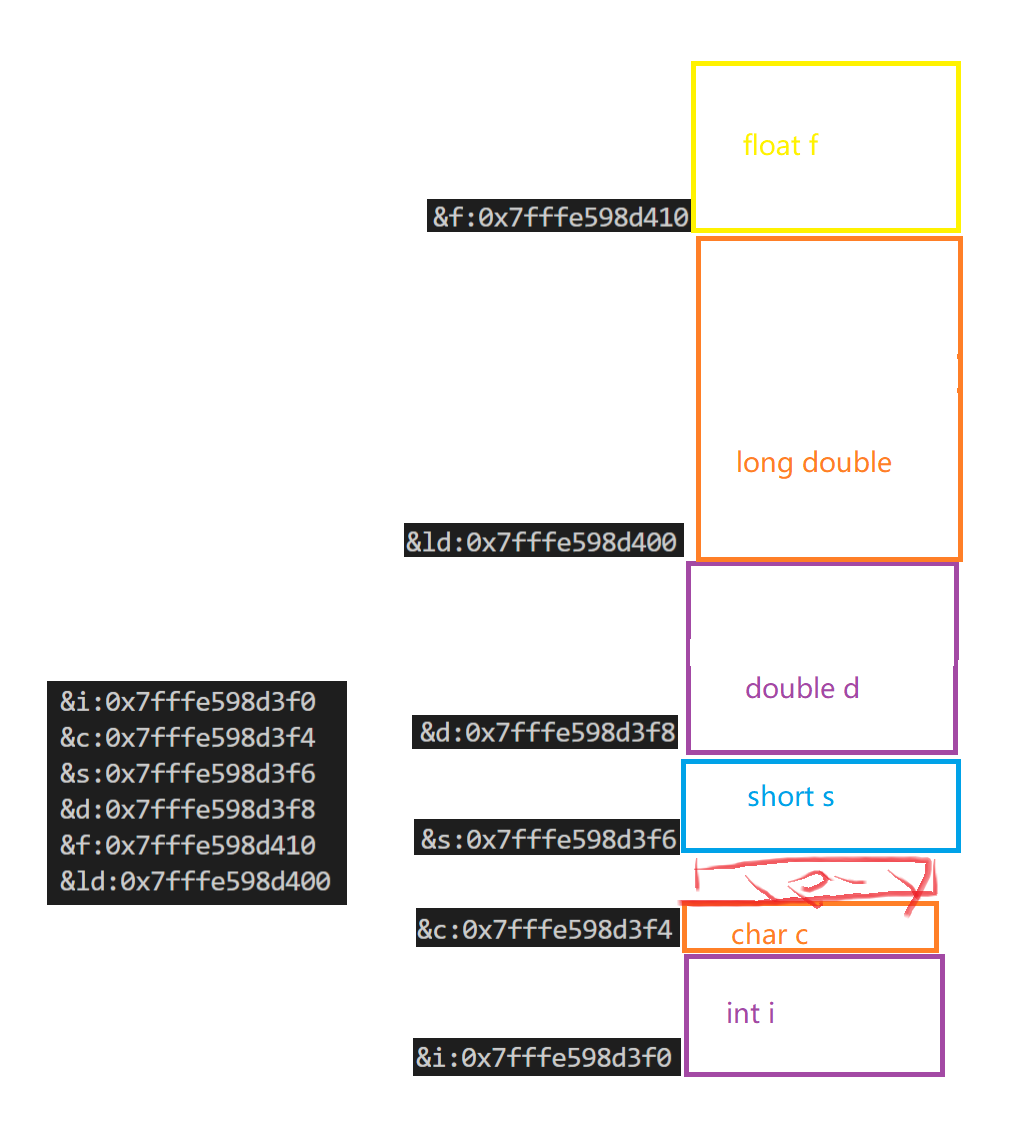 float f
&f:0x7fffe598d410
long double
&ld:0x7fffe598d400
double d
&d:0x7fffe598d3f8
short s
&s:0x7fffe598d3f6
&c:0x7fffe598d3f4
char c
int i
&i:0x7fffe598d3f0
&i:0x7fffe598d3f0
&c:0x7fffe598d3f4
&s:0x7fffe598d3f6
&d:0x7fffe598d3f8
&f:0x7fffe598d410
&ld:0x7fffe598d400